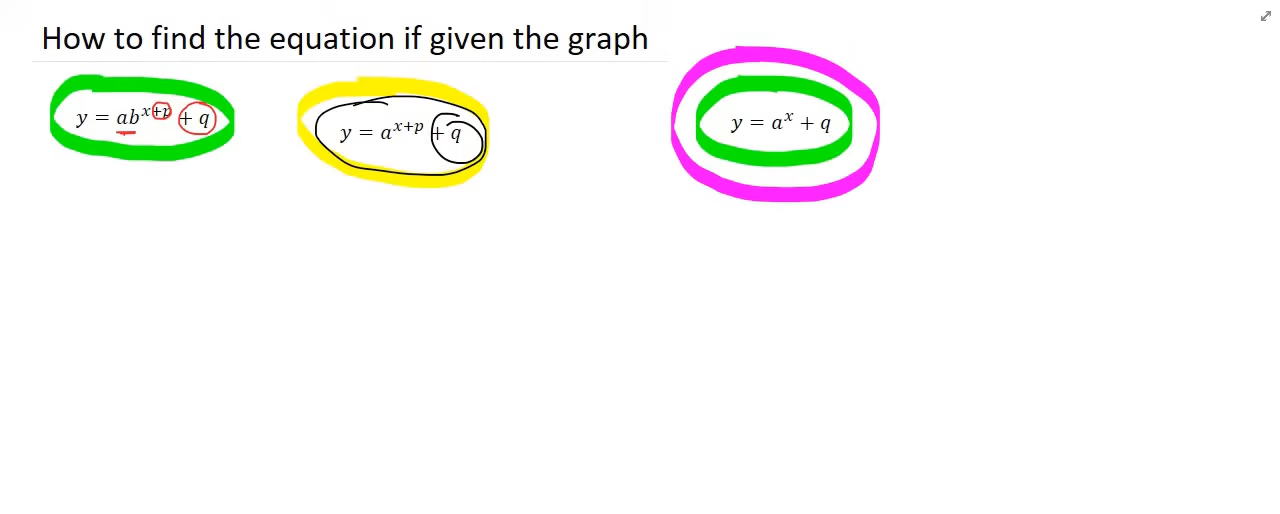 How to find the equation if given the graph
y = ab^{x+p} + q
y = a^{x+p} + q
y = a^x + q